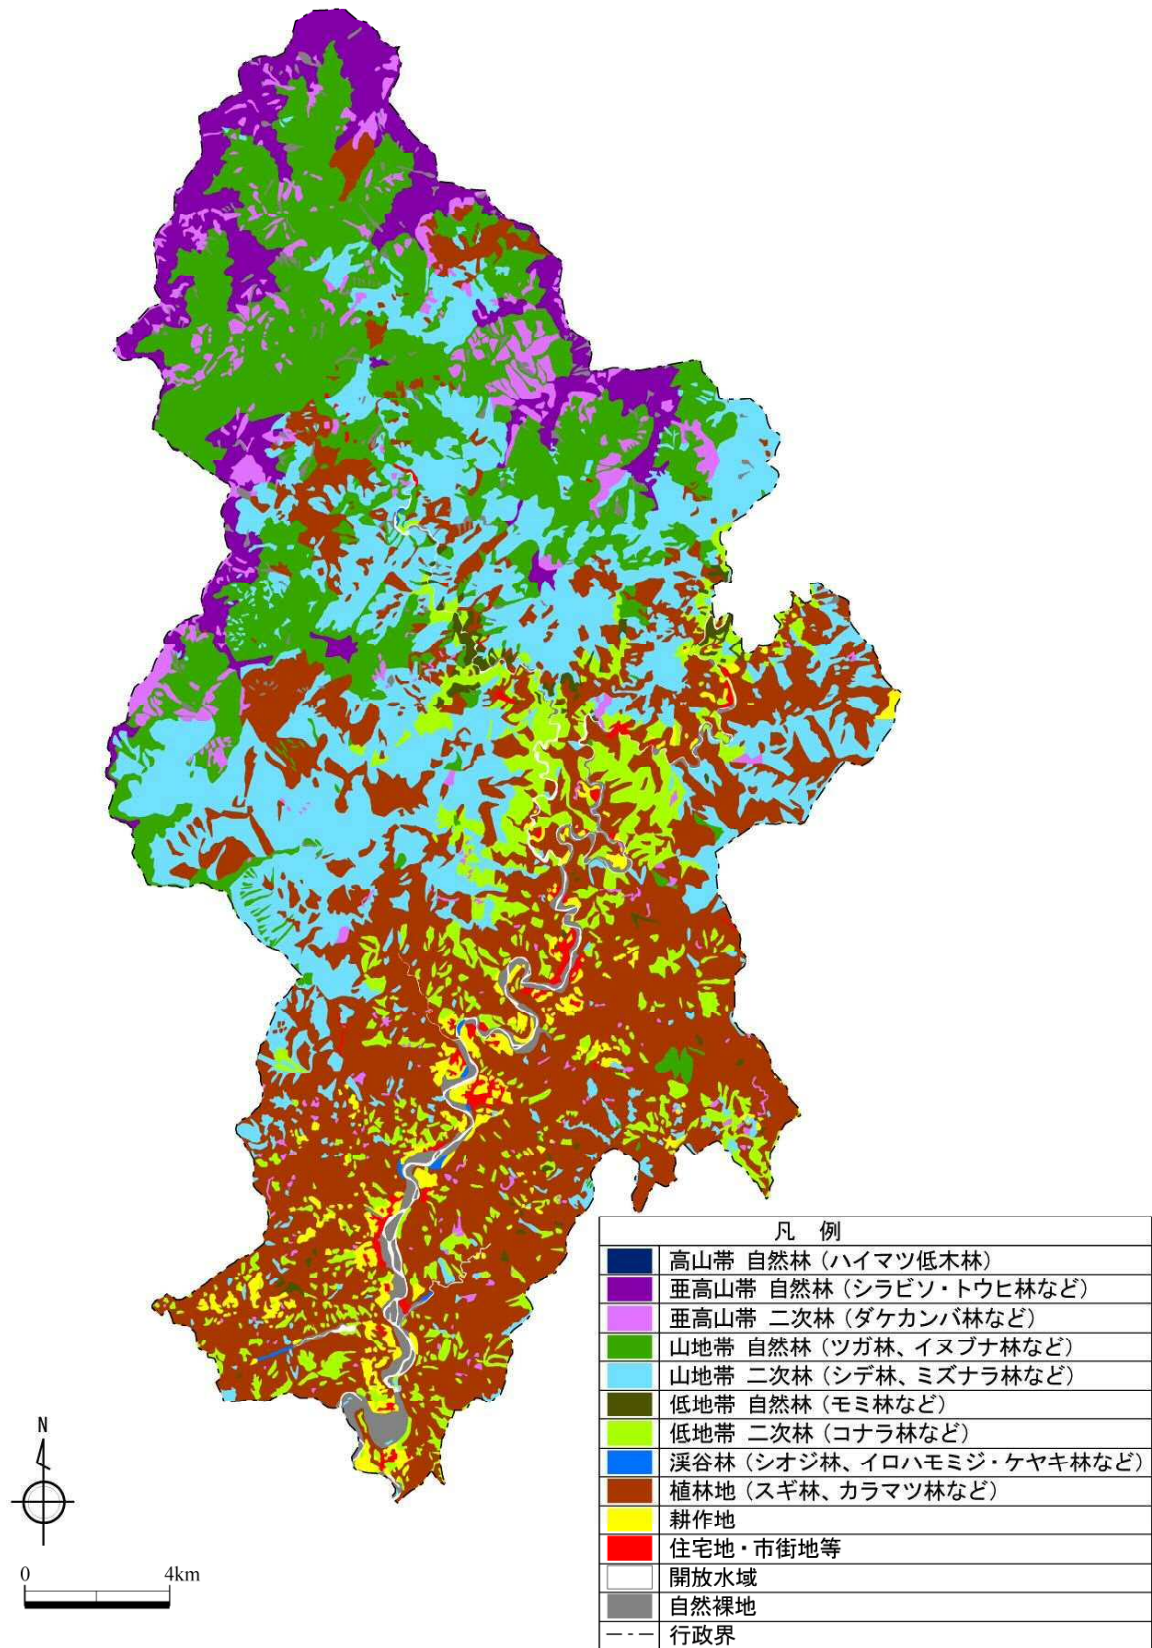 凡 例
高山帯 自然林（ハイマツ低木林）
亜高山帯 自然林（シラビソ・トウヒ林など）
亜高山帯 二次林（ダケカンバ林など）
山地帯 自然林（ツガ林、イヌブナ林など）
山地帯 二次林（シデ林、ミズナラ林など）
低地帯 自然林（モミ林など）
低地帯 二次林（コナラ林など）
渓谷林（シオジ林、イロハモミジ・ケヤキ林など）
植林地（スギ林、カラマツ林など）
耕作地
住宅地・市街地等
開放水域
自然裸地
行政界
N
0 4km